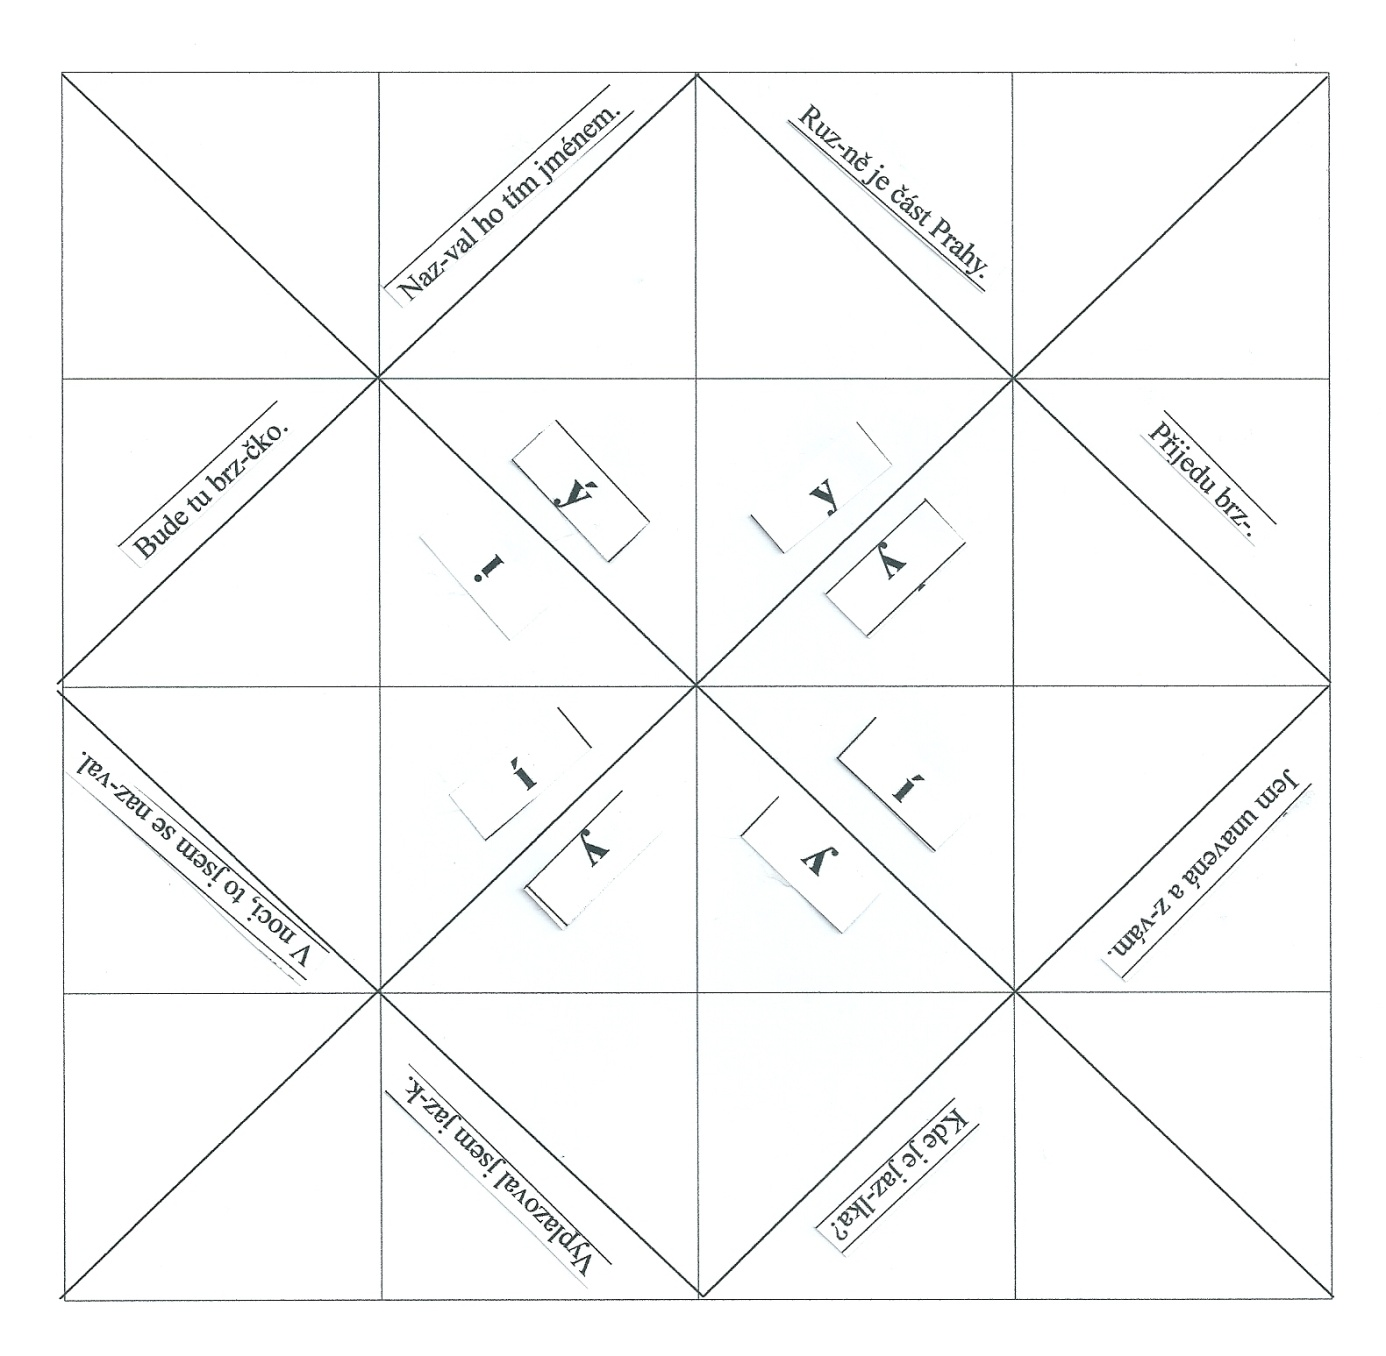 Naz-val ho tím jménem.
Ruz-ně je část Prahy.
Bude tu brz-čko.
ý
y
Přijedu brz-.
i
y
V noci, to jsem se naz-val.
í
í
Jem unavená a z-vám.
y
y
Vyplazoval jsem jaz-k.
Kde je jaz-lka?